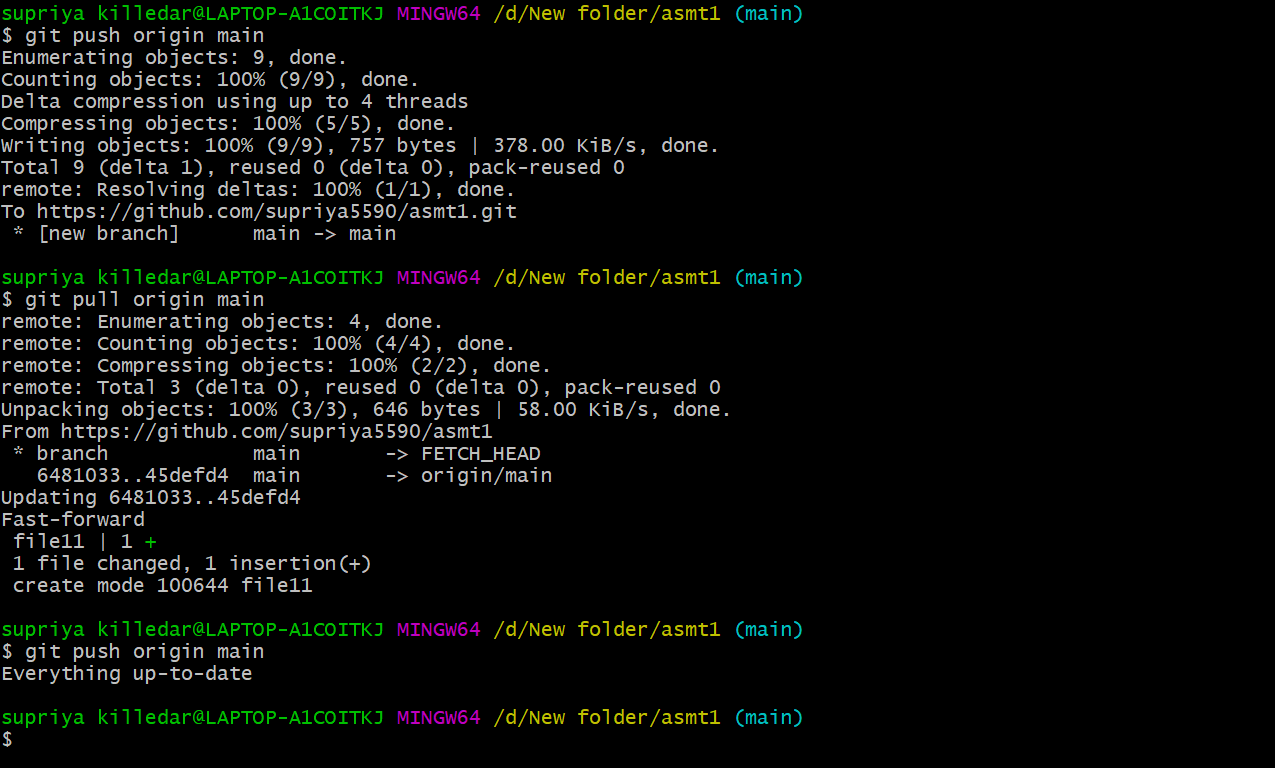 supriya killedar@LAPTOP-A1COITKJ MINGW64 /d/New folder/asmt1 (main)
$ git push origin main
Enumerating objects: 9, done.
Counting objects: 100% (9/9), done.
Delta compression using up to 4 threads
Compressing objects: 100% (5/5), done.
Writing objects: 100% (9/9), 757 bytes | 378.00 KiB/s, done.
Total 9 (delta 1), reused 0 (delta 0), pack-reused 0
remote: Resolving deltas: 100% (1/1), done.
To https://github.com/supriya5590/asmt1.git
 * [new branch]      main -> main

supriya killedar@LAPTOP-A1COITKJ MINGW64 /d/New folder/asmt1 (main)
$ git pull origin main
remote: Enumerating objects: 4, done.
remote: Counting objects: 100% (4/4), done.
remote: Compressing objects: 100% (2/2), done.
remote: Total 3 (delta 0), reused 0 (delta 0), pack-reused 0
Unpacking objects: 100% (3/3), 646 bytes | 58.00 KiB/s, done.
From https://github.com/supriya5590/asmt1
 * branch            main       -> FETCH_HEAD
   6481033..45defd4  main       -> origin/main
Updating 6481033..45defd4
Fast-forward
 file11 | 1 +
 1 file changed, 1 insertion(+)
 create mode 100644 file11

supriya killedar@LAPTOP-A1COITKJ MINGW64 /d/New folder/asmt1 (main)
$ git push origin main
Everything up-to-date

supriya killedar@LAPTOP-A1COITKJ MINGW64 /d/New folder/asmt1 (main)
$